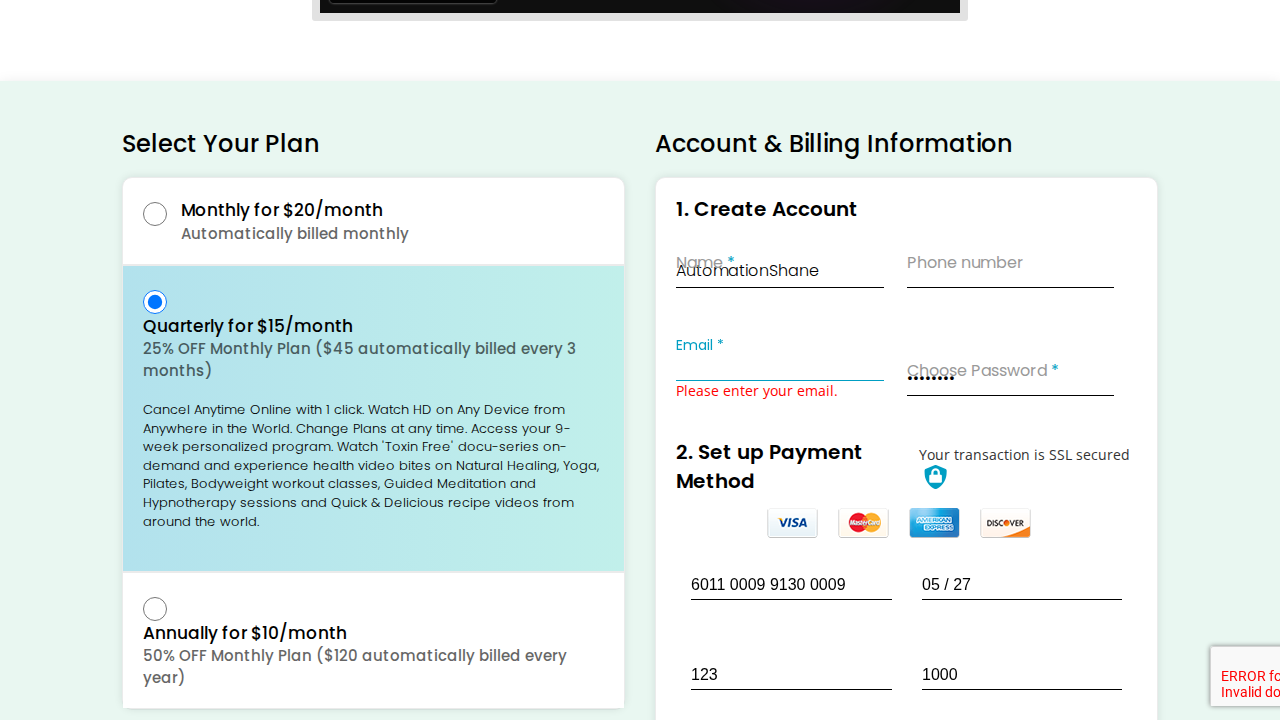 Select Your Plan
Monthly for $20/month
Automatically billed monthly
Quarterly for $15/month
25% OFF Monthly Plan ($45 automatically billed every 3
months)
Cancel Anytime Online with 1 click. Watch HD on Any Device from
Anywhere in the World. Change Plans at any time. Access your 9-
week personalized program. Watch 'Toxin Free' docu-series on-
demand and experience health video bites on Natural Healing, Yoga,
Pilates, Bodyweight workout classes, Guided Meditation and
Hypnotherapy sessions and Quick & Delicious recipe videos from
around the world.
Annually for $10/month
50% OFF Monthly Plan ($120 automatically billed every
year)
Account & Billing Information
1. Create Account
Name *
AutomationShane
Phone number
Email *
Please enter your email.
Choose Password *
••••••••
2. Set up Payment
Method
Your transaction is SSL secured
VISA
MasterCard
AMERICAN
EXPRESS
DISCOVER
6011 0009 9130 0009
05 / 27
123
1000
ERROR fo
Invalid do